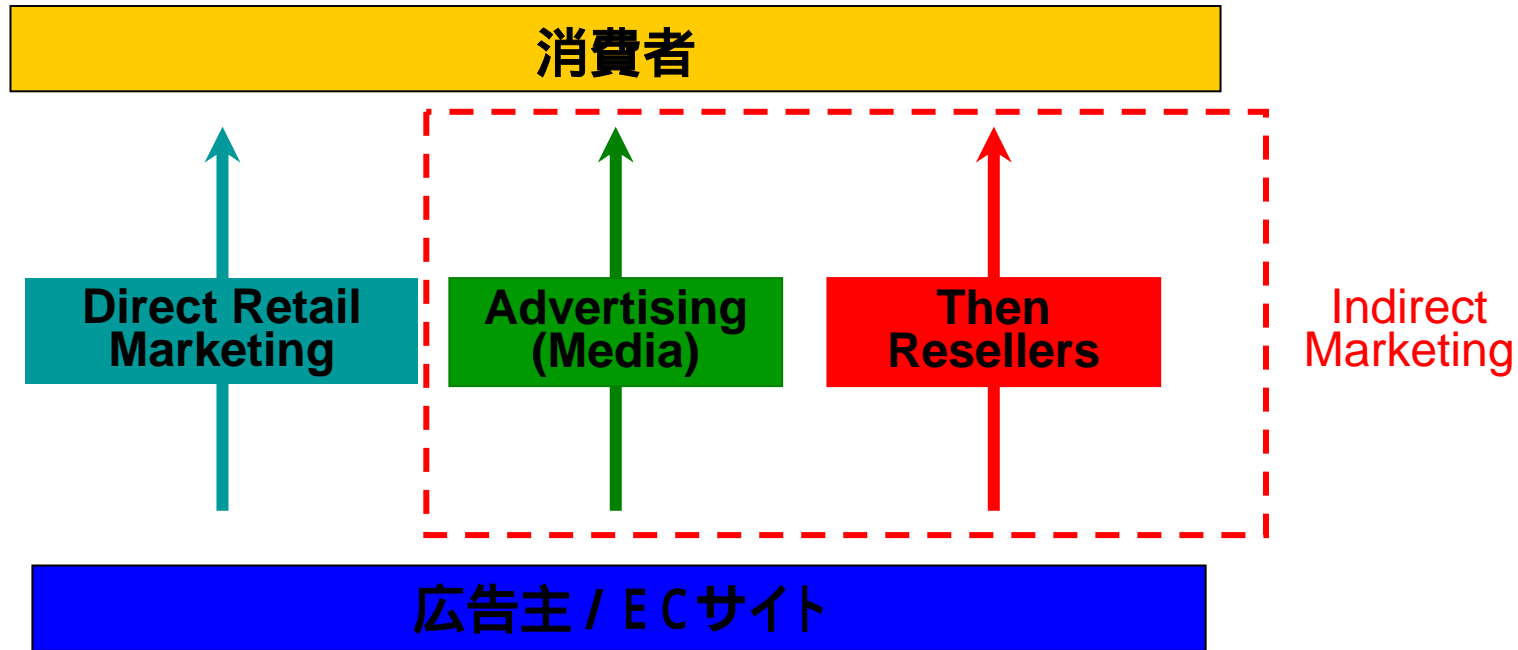 消費者
Direct Retail
Marketing
Advertising
(Media)
Then
Resellers
Indirect
Marketing
広告主 / ECサイト